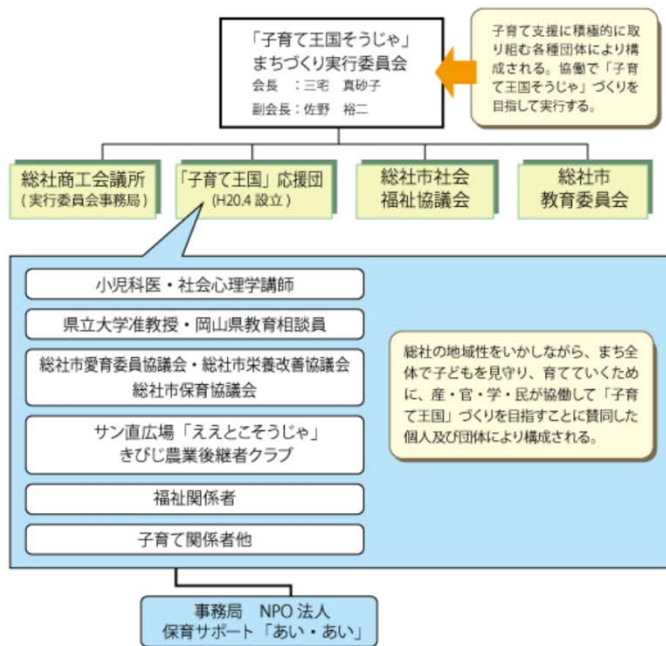 「子育て王国そうじゃ」
まちづくり実行委員会
会長　：三宅　真砂子
副会長：佐野　裕二
子育て支援に積極的に取
り組む各種団体により構
成される。協働で「子育
て王国そうじゃ」づくりを
目指して実行する。
総社商工会議所
(実行委員会事務局)
「子育て王国」応援団
(H20.4 設立)
総社市社会
福祉協議会
総社市
教育委員会
小児科医・社会心理学講師
県立大学准教授・岡山県教育相談員
総社市愛育委員協議会・総社市栄養改善協議会
総社市保育協議会
サン直広場「ええとこそうじゃ」
きびじ農業後継者クラブ
福祉関係者
子育て関係者他
総社の地域性をいかしながら、まち全
体で子どもを見守り、育てていくため
に、産・官・学・民が協働して「子育
て王国」づくりを目指すことに賛同した
個人及び団体により構成される。
事務局　NPO 法人
保育サポート「あい・あい」